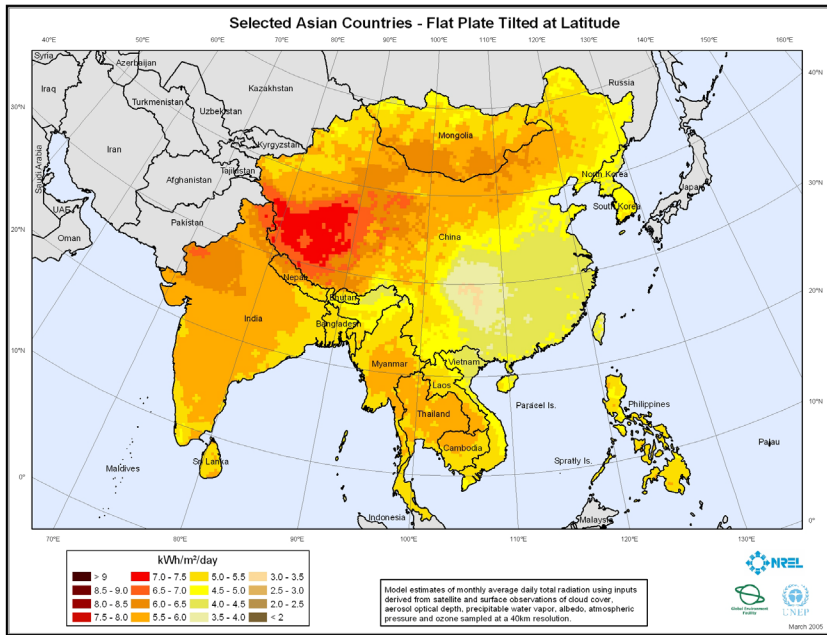 Selected Asian Countries - Flat Plate Tilted at Latitude
40°E 50°E 60°E 70°E 80°E 90°E 100°E 110°E 120°E 130°E 140°E 150°E 160°E
Syria
Azerbaijan
Russia
40°N
Iraq
Kazakhstan
Turkmenistan
Uzbekistan
Mongolia
30°N
Kyrgyzstan
Iran
Tajikistan
North Korea
Saudi Arabia
Afghanistan
Japan
30°N
UAE
Pakistan
South Korea
20°N
Oman
China
Nepal
20°N
Bhutan
India
Bangladesh
10°N
Myanmar
Vietnam
Laos
Paracel Is.
Philippines
10°N
Thailand
Palau
Cambodia
Maldives
Sri Lanka
Spratly Is.
0°
Indonesia
Malaysia
0°
70°E 80°E 90°E 100°E 110°E 120°E 130°E
kWh/m²/day
> 9 7.0 - 7.5 5.0 - 5.5 3.0 - 3.5
8.5 - 9.0 6.5 - 7.0 4.5 - 5.0 2.5 - 3.0
8.0 - 8.5 6.0 - 6.5 4.0 - 4.5 2.0 - 2.5
7.5 - 8.0 5.5 - 6.0 3.5 - 4.0 < 2
Model estimates of monthly average daily total radiation using inputs
derived from satellite and surface observations of cloud cover,
aerosol optical depth, precipitable water vapor, albedo, atmospheric
pressure and ozone sampled at a 40km resolution.
NREL
Global Environment
Facility
UNEP
March 2005